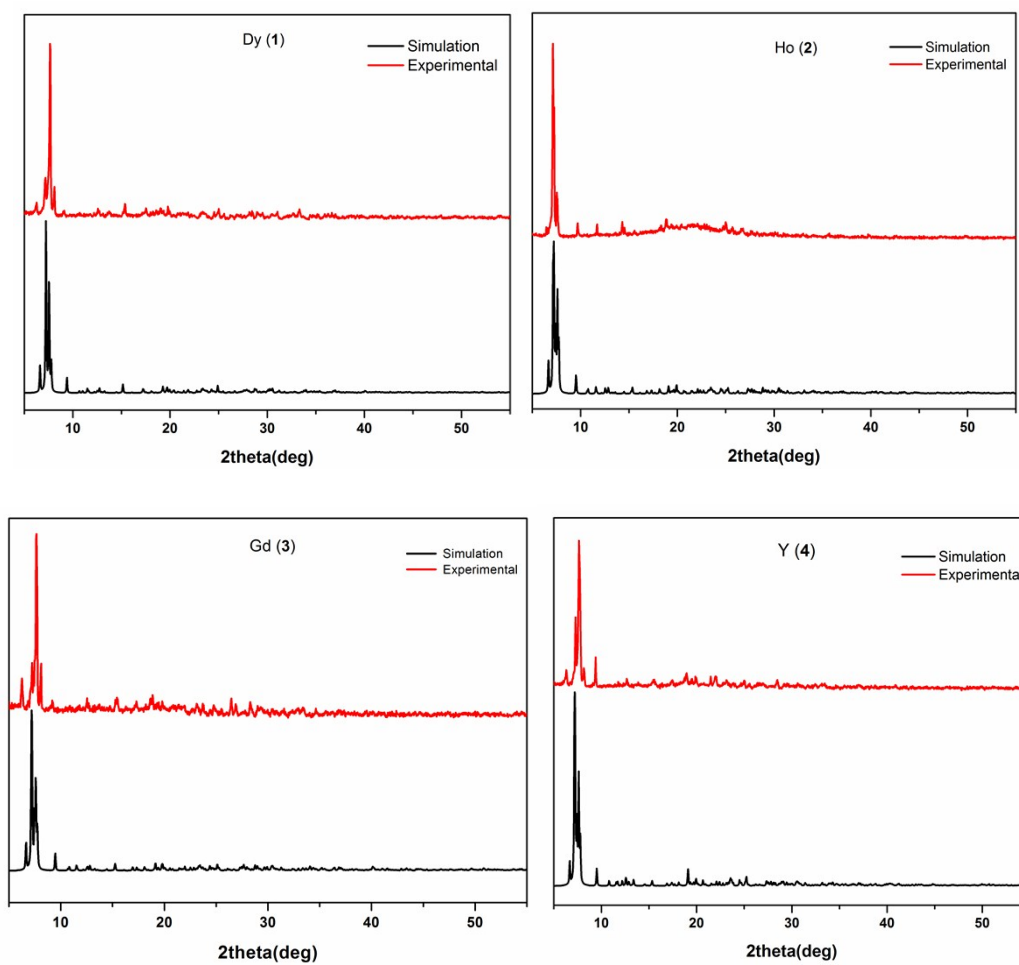 Dy (1)
Simulation
Experimental
10 20 30 40 50
2theta(deg)
Ho (2)
Simulation
Experimental
10 20 30 40 50
2theta(deg)
Gd (3)
Simulation
Experimental
10 20 30 40 50
2theta(deg)
Y (4)
Simulation
Experimenta
10 20 30 40 50
2theta(deg)